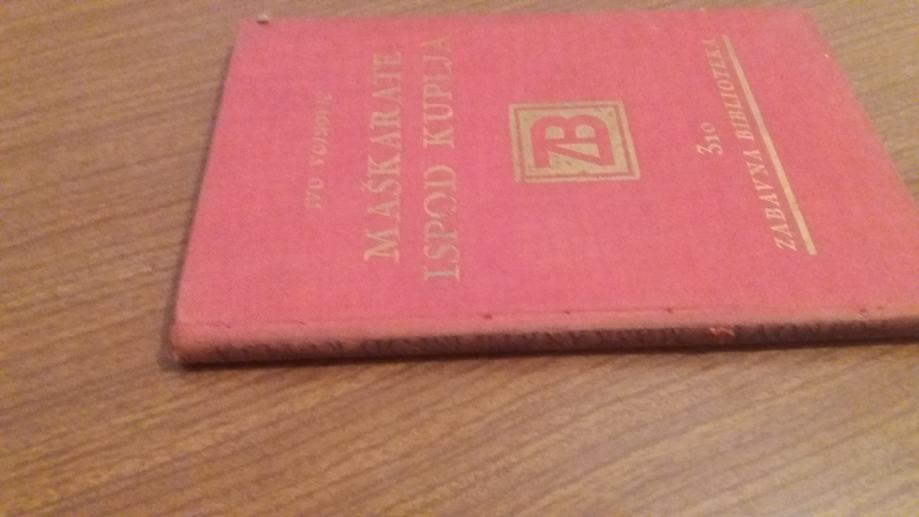 IVO VOJNOVIĆ
MAŠKARATE
ISPOD KUPLJA
ZB
310
ZABAVNA BIBLIOTEKA